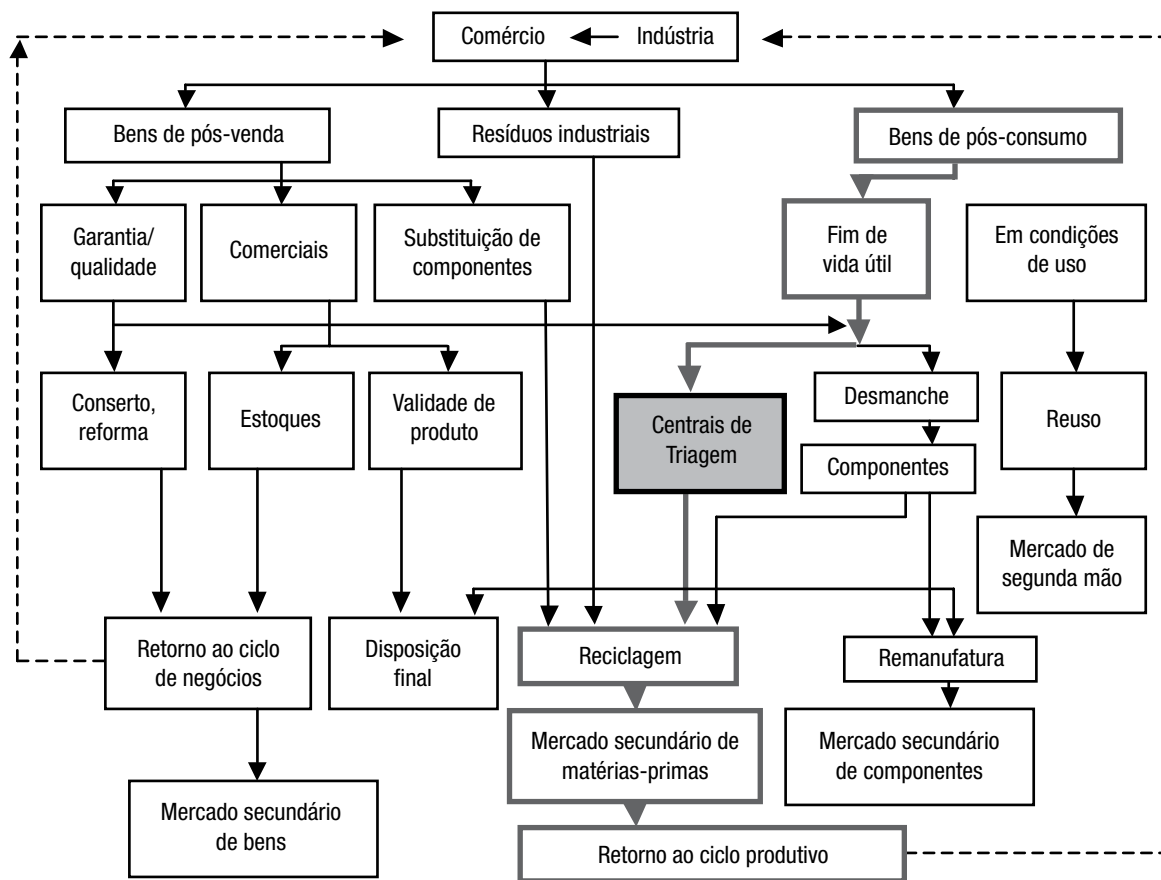 Comércio Indústria
Bens de pós-venda
Resíduos industriais
Bens de pós-consumo
Garantia/
qualidade
Comerciais
Substituição de
componentes
Fim de
vida útil
Em condições
de uso
Conserto,
reforma
Estoques
Validade de
produto
Centrais de
Triagem
Desmanche
Componentes
Reuso
Mercado de
segunda mão
Retorno ao ciclo
de negócios
Disposição
final
Reciclagem
Remanufatura
Mercado secundário de
matérias-primas
Mercado secundário
de componentes
Mercado secundário
de bens
Retorno ao ciclo produtivo